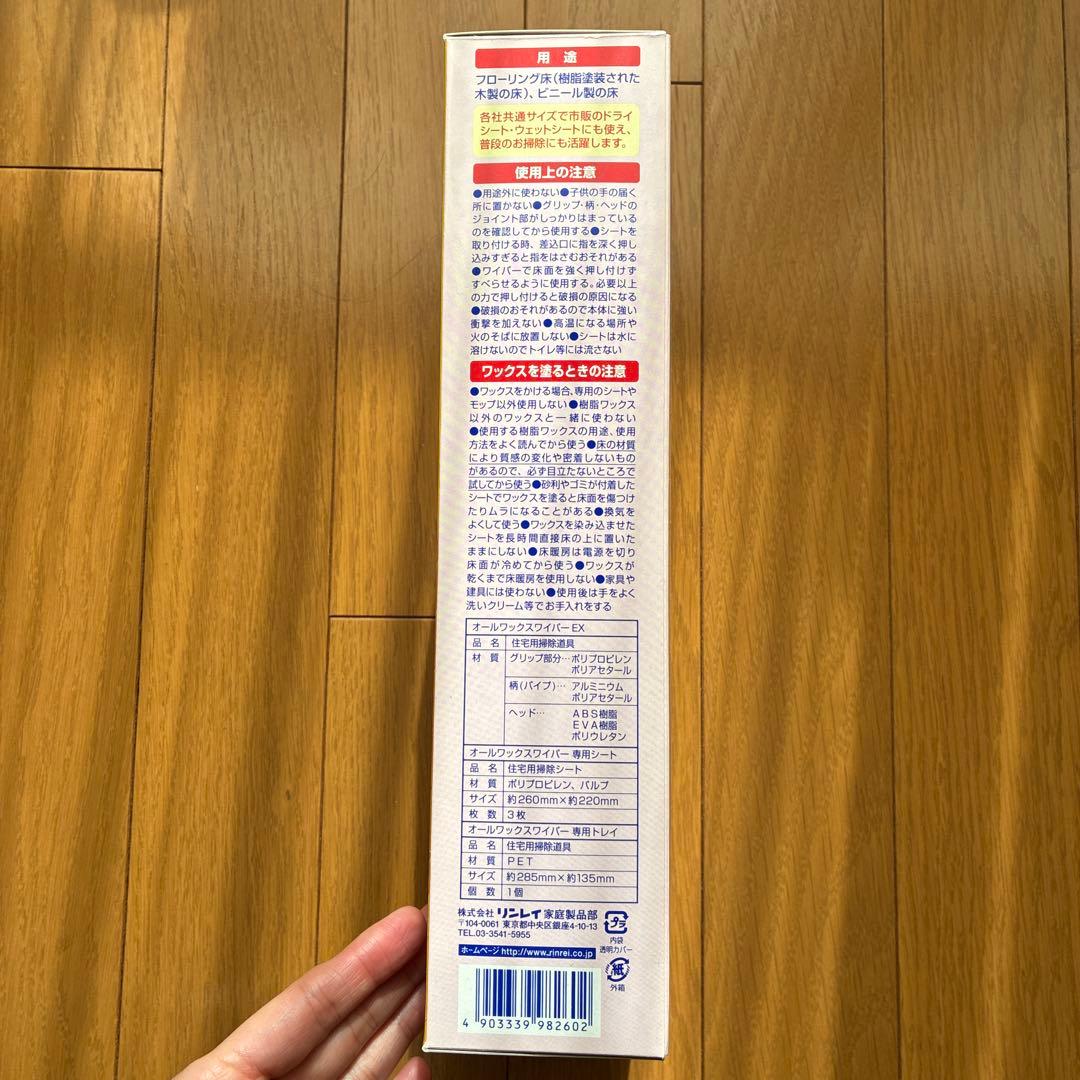 用途
フローリング床（樹脂塗装された
木製の床）、ビニール製の床
各社共通サイズで市販のドライ
シート・ウェットシートにも使え、
普段のお掃除にも活躍します。
使用上の注意
●用途外に使わない●子供の手の届く
所に置かない●グリップ・柄・ヘッドの
ジョイント部がしっかりはまっている
のを確認してから使用する●シートを
取り付ける時、差込口に指を深く押し
込みすぎると指をはさむおそれがある
●ワイパーで床面を強く押し付けず
すべらせるように使用する。必要以上
の力で押し付けると破損の原因になる
●破損のおそれがあるので本体に強い
衝撃を加えない●高温になる場所や
火のそばに放置しない●シートは水に
溶けないのでトイレ等には流さない
ワックスを塗るときの注意
●ワックスをかける場合、専用のシートや
モップ以外使用しない●樹脂ワックス
以外のワックスと一緒に使わない
●使用する樹脂ワックスの用途、使用
方法をよく読んでから使う●床の材質
により質感の変化や密着しないもの
があるので、必ず目立たないところで
試してから使う●砂利やゴミが付着した
シートでワックスを塗ると床面を傷つけ
たりムラになることがある●換気を
よくして使う●ワックスを染み込ませた
シートを長時間直接床の上に置いた
ままにしない●床暖房は電源を切り
床面が冷めてから使う●ワックスが
乾くまで床暖房を使用しない●家具や
建具には使わない●使用後は手をよく
洗いクリーム等でお手入れをする
オールワックスワイパーEX
品名 住宅用掃除道具
材質 グリップ部分… ポリプロピレン
ポリアセタール
柄（パイプ）… アルミニウム
ポリアセタール
ヘッド… ABS樹脂
EVA樹脂
ポリウレタン
オールワックスワイパー 専用シート
品名 住宅用掃除シート
材質 ポリプロピレン、パルプ
サイズ 約260mm×約220mm
枚数 3枚
オールワックスワイパー 専用トレイ
品名 住宅用掃除道具
材質 PET
サイズ 約285mm×約135mm
個数 1個
株式会社 リンレイ 家庭製品部
〒104-0061 東京都中央区銀座4-10-13
TEL.03-3541-5955
ホームページ http://www.rinrei.co.jp
プラ
内袋
透明カバー
紙
外箱
4 903339 982602